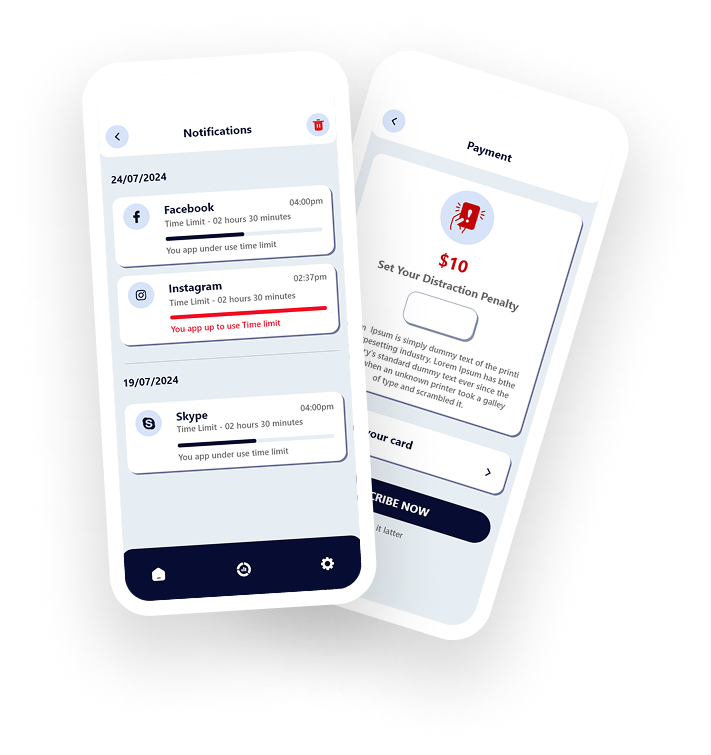 Notifications
24/07/2024
Facebook
04:00pm
Time Limit - 02 hours 30 minutes
You app under use time limit
Instagram
02:37pm
Time Limit - 02 hours 30 minutes
You app up to use Time limit
19/07/2024
Skype
04:00pm
Time Limit - 02 hours 30 minutes
You app under use time limit
Payment
$10
Set Your Distraction Penalty
Ipsum is simply dummy text of the printi
pesetting industry. Lorem Ipsum has bthe
ry's standard dummy text ever since the
when an unknown printer took a galley
of type and scrambled it.
your card
CRIBE NOW
it latter